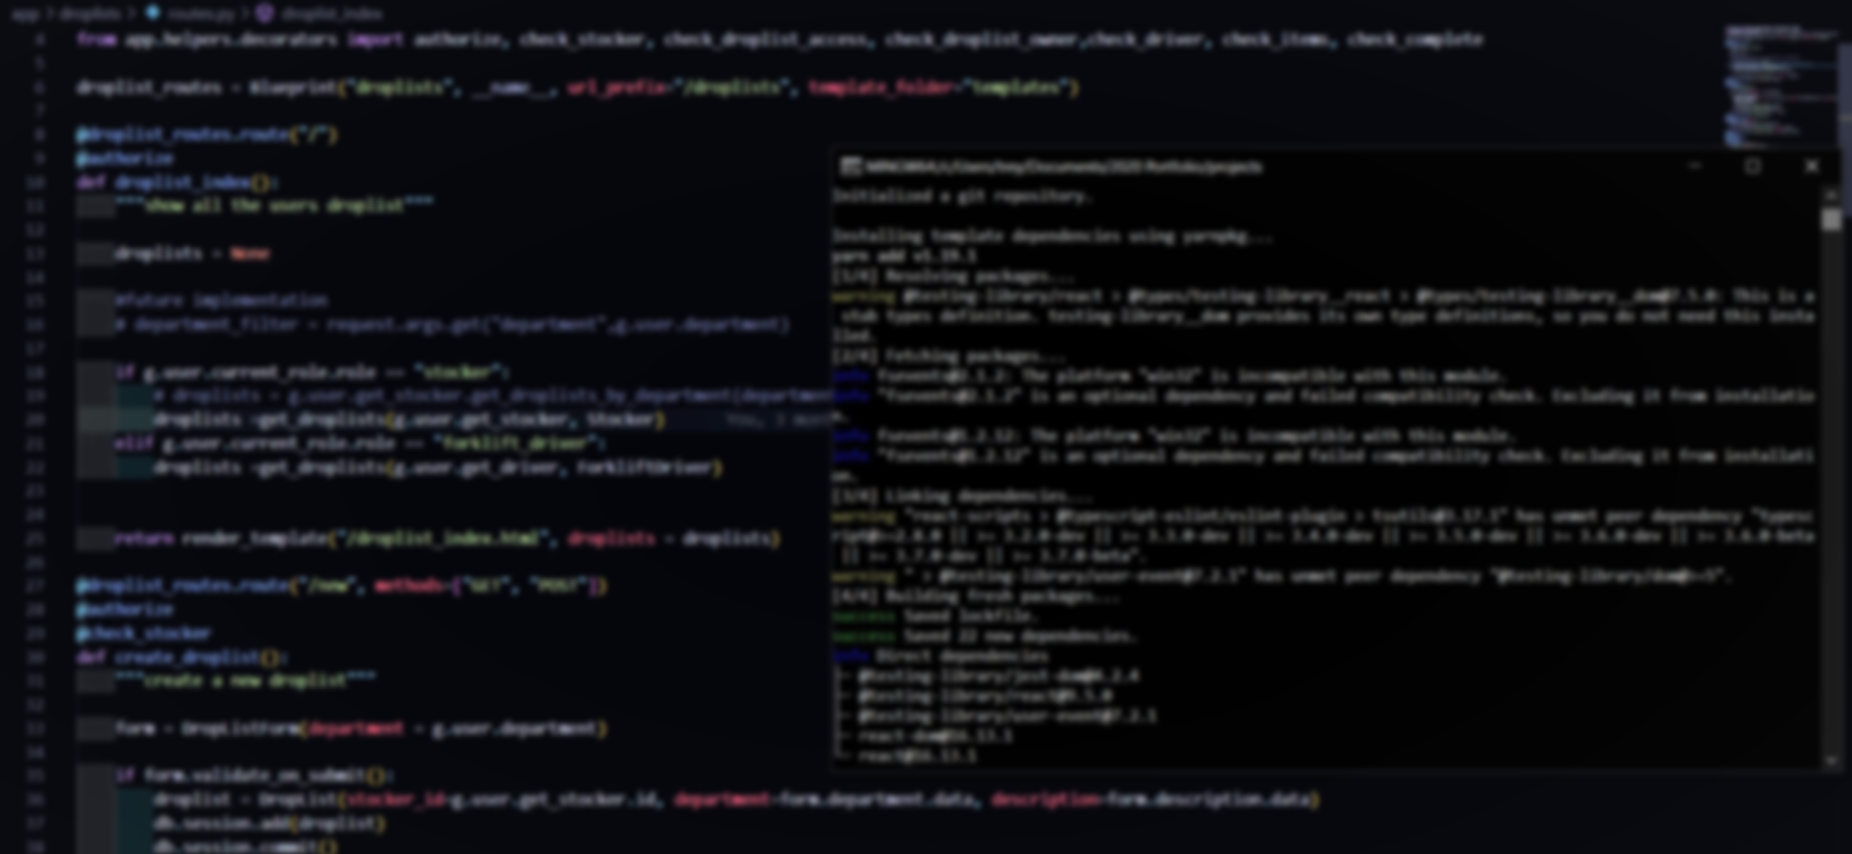 app > droplists > routes.py > droplist_index
4 from app.helpers.decorators import authorize, check_stocker, check_droplist_access, check_droplist_owner,check_driver, check_items, check_complete
5
6 droplist_routes = Blueprint("droplists", __name__, url_prefix="/droplists", template_folder="templates")
7
8 @droplist_routes.route("/")
9 @authorize
10 def droplist_index():
11 """show all the users droplist"""
12
13 droplists = None
14
15 #future implementation
16 # department_filter = request.args.get("department",g.user.department)
17
18 if g.user.current_role.role == "stocker":
19 # droplists = g.user.get_stocker.get_droplists_by_department(department
20 droplists =get_droplists(g.user.get_stocker, Stocker) You, 3 mont
21 elif g.user.current_role.role == "forklift_driver":
22 droplists =get_droplists(g.user.get_driver, ForkliftDriver)
23
24
25 return render_template("/droplist_index.html", droplists = droplists)
26
27 @droplist_routes.route("/new", methods=["GET", "POST"])
28 @authorize
29 @check_stocker
30 def create_droplist():
31 """create a new droplist"""
32
33 form = DropListForm(department = g.user.department)
34
35 if form.validate_on_submit():
36 droplist = DropList(stocker_id=g.user.get_stocker.id, department=form.department.data, description=form.description.data)
37 db.session.add(droplist)
38 db.session.commit()
Portfolio/projects
Initialized a git repository.
Installing template dependencies using yarnpkg...
yarn add v1.19.1
[1/4] Resolving packages...
warning @testing-library/react > @types/testing-library__react > @types/testing-library__dom@7.5.0: This is a
stub types definition. testing-library__dom provides its own type definitions, so you do not need this insta
lled.
[2/4] Fetching packages...
info fsevents@2.1.2: The platform "win32" is incompatible with this module.
info "fsevents@2.1.2" is an optional dependency and failed compatibility check. Excluding it from installatio
n.
info fsevents@1.2.12: The platform "win32" is incompatible with this module.
info "fsevents@1.2.12" is an optional dependency and failed compatibility check. Excluding it from installati
on.
[3/4] Linking dependencies...
warning "react-scripts > @typescript-eslint/eslint-plugin > tsutils@3.17.1" has unmet peer dependency "typesc
ript@>=2.8.0 || >= 3.2.0-dev || >= 3.3.0-dev || >= 3.4.0-dev || >= 3.5.0-dev || >= 3.6.0-dev || >= 3.6.0-beta
|| >= 3.7.0-dev || >= 3.7.0-beta".
warning " > @testing-library/user-event@7.2.1" has unmet peer dependency "@testing-library/dom@>=5".
[4/4] Building fresh packages...
success Saved lockfile.
success Saved 22 new dependencies.
info Direct dependencies
├─ @testing-library/jest-dom@4.2.4
├─ @testing-library/react@9.5.0
├─ @testing-library/user-event@7.2.1
├─ react-dom@16.13.1
└─ react@16.13.1